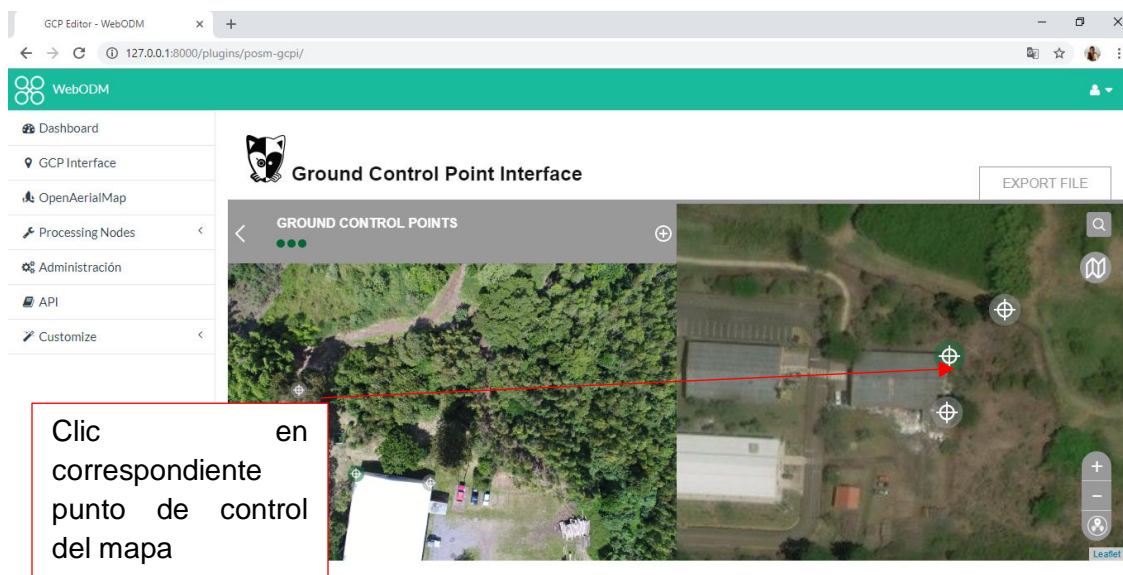 GCP Editor - WebODM
127.0.0.1:8000/plugins/posm-gcpi/
WebODM
Dashboard
GCP Interface
OpenAerialMap
Processing Nodes
Administración
API
Customize
Ground Control Point Interface
EXPORT FILE
GROUND CONTROL POINTS
Clic en
correspondiente
punto de control
del mapa
Leaflet